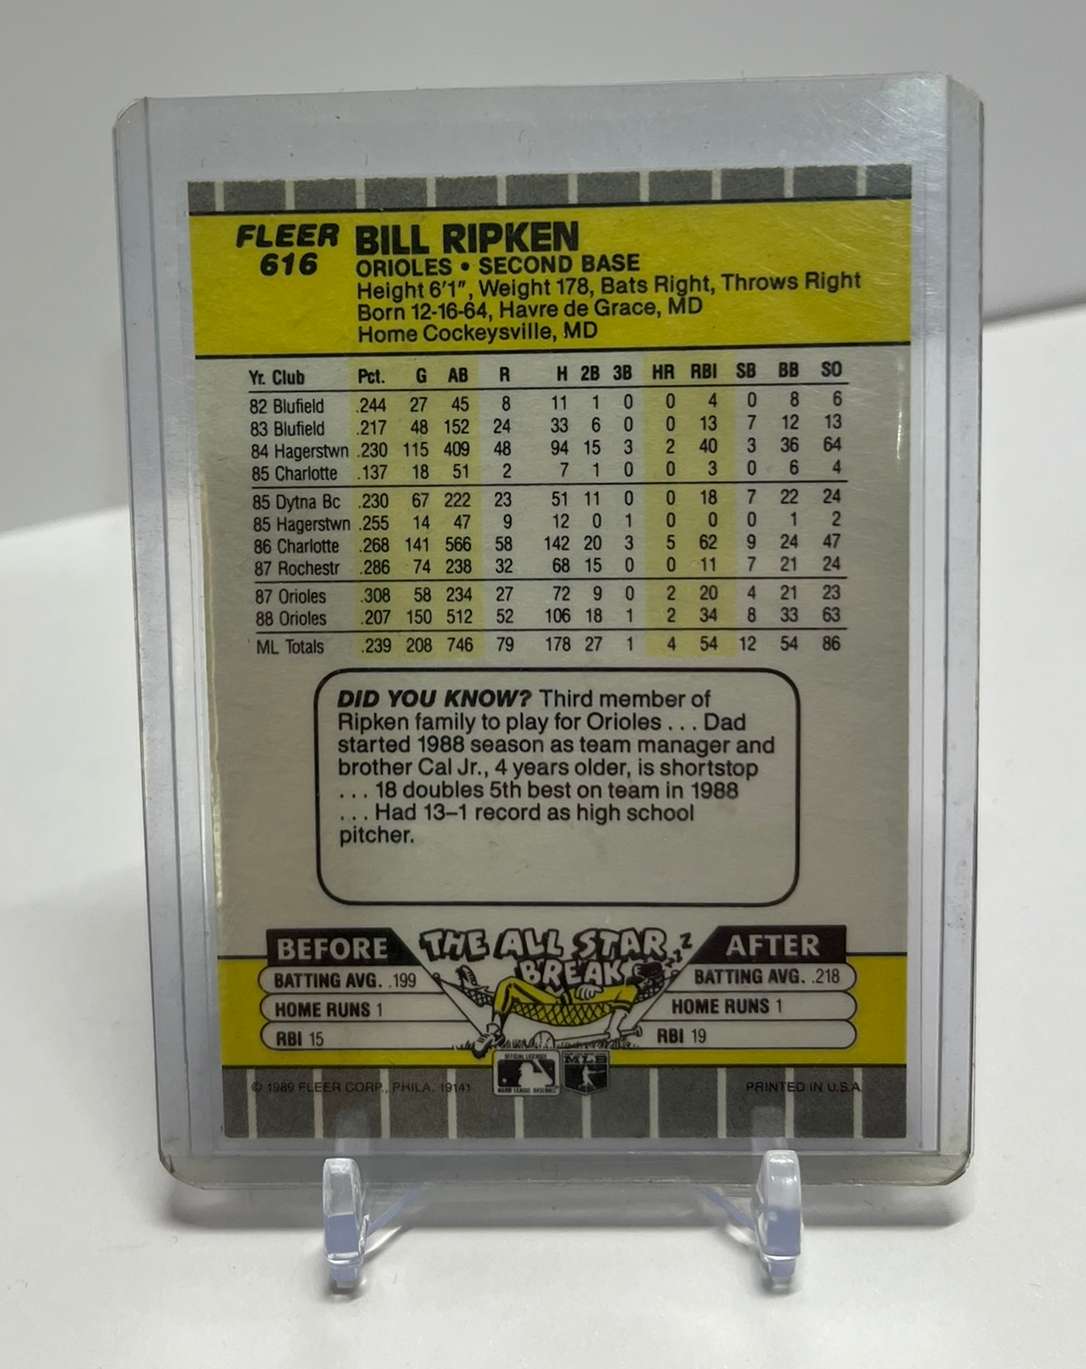 FLEER BILL RIPKEN
616 ORIOLES • SECOND BASE
Height 6'1", Weight 178, Bats Right, Throws Right
Born 12-16-64, Havre de Grace, MD
Home Cockeysville, MD
Yr. Club Pct. G AB R H 2B 3B HR RBI SB BB SO
82 Blufield .244 27 45 8 11 1 0 0 4 0 8 6
83 Blufield .217 48 152 24 33 6 0 0 13 7 12 13
84 Hagerstwn .230 115 409 48 94 15 3 2 40 3 36 64
85 Charlotte .137 18 51 2 7 1 0 0 3 0 6 4
85 Dytna Bc .230 67 222 23 51 11 0 0 18 7 22 24
85 Hagerstwn .255 14 47 9 12 0 1 0 0 0 1 2
86 Charlotte .268 141 566 58 142 20 3 5 62 9 24 47
87 Rochestr .286 74 238 32 68 15 0 0 11 7 21 24
87 Orioles .308 58 234 27 72 9 0 2 20 4 21 23
88 Orioles .207 150 512 52 106 18 1 2 34 8 33 63
ML Totals .239 208 746 79 178 27 1 4 54 12 54 86
DID YOU KNOW? Third member of
Ripken family to play for Orioles . . . Dad
started 1988 season as team manager and
brother Cal Jr., 4 years older, is shortstop
. . . 18 doubles 5th best on team in 1988
. . . Had 13–1 record as high school
pitcher.
BEFORE THE ALL STAR BREAK Z Z Z AFTER
BATTING AVG. .199 BATTING AVG. .218
HOME RUNS 1 HOME RUNS 1
RBI 15 RBI 19
OFFICIAL LICENSEE
MAJOR LEAGUE BASEBALL
© 1989 FLEER CORP., PHILA. 19141 PRINTED IN U.S.A.